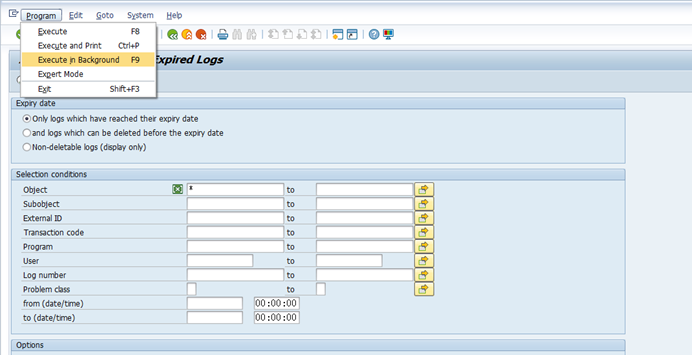 Program Edit Goto System Help
Execute F8
Execute and Print Ctrl+P
Execute in Background F9
Expert Mode
Exit Shift+F3
Expired Logs
Expiry date
Only logs which have reached their expiry date
and logs which can be deleted before the expiry date
Non-deletable logs (display only)
Selection conditions
Object * to
Subobject to
External ID to
Transaction code to
Program to
User to
Log number to
Problem class to
from (date/time) 00:00:00
to (date/time) 00:00:00
Options